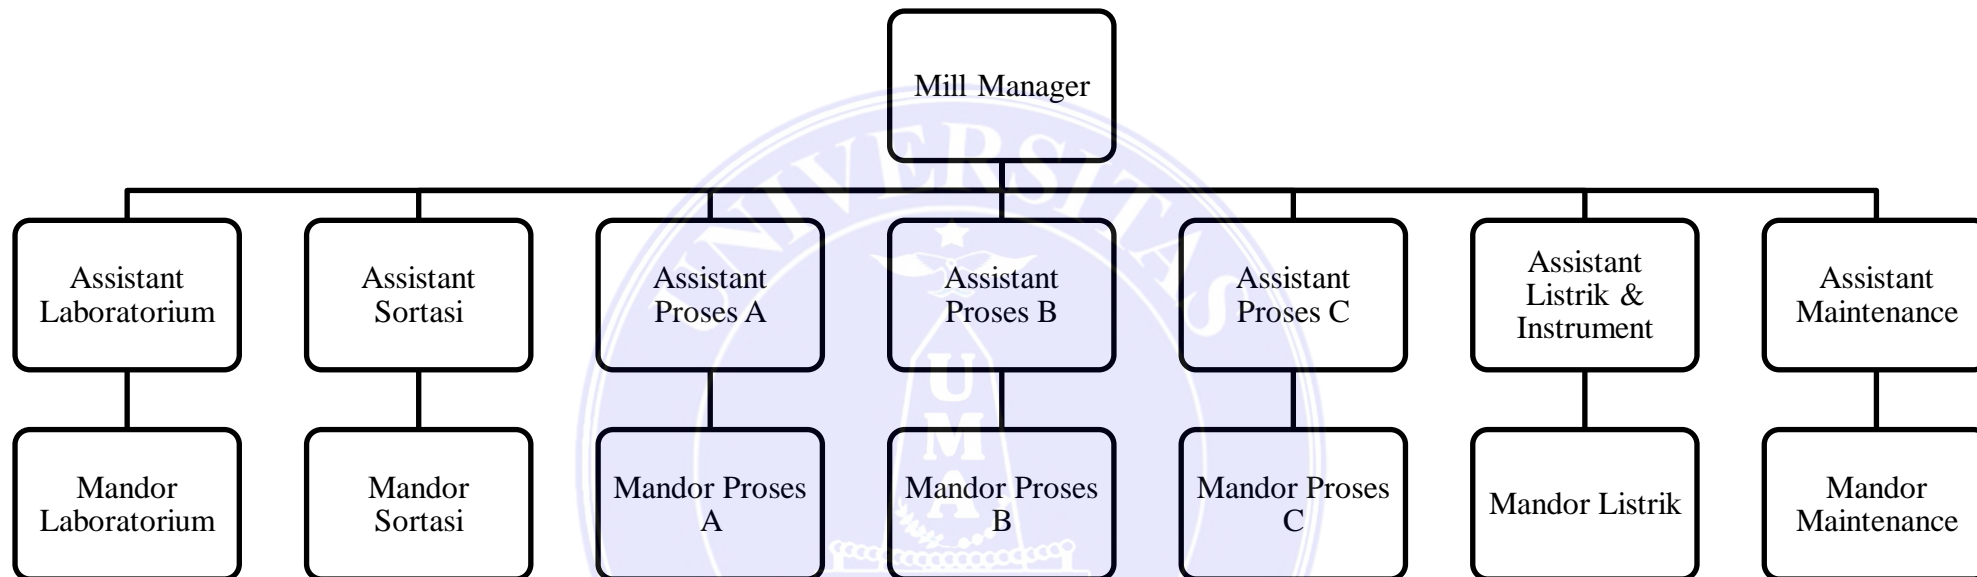 Mill Manager
Assistant
Laboratorium
Assistant
Sortasi
Assistant
Proses A
Assistant
Proses B
Assistant
Proses C
Assistant
Listrik &
Instrument
Assistant
Maintenance
Mandor
Laboratorium
Mandor
Sortasi
Mandor Proses
A
Mandor Proses
B
Mandor Proses
C
Mandor Listrik
Mandor
Maintenance
UNIVERSITAS
U
M
A